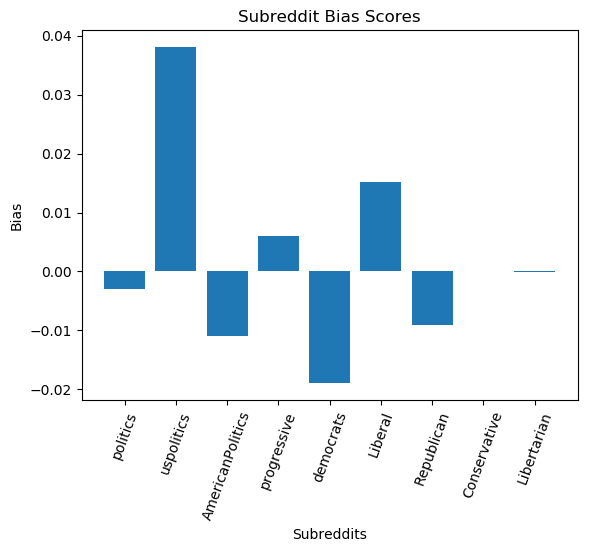 Subreddit Bias Scores
0.04
0.03
0.02
0.01
0.00
−0.01
−0.02
Bias
politics
uspolitics
AmericanPolitics
progressive
democrats
Liberal
Republican
Conservative
Libertarian
Subreddits